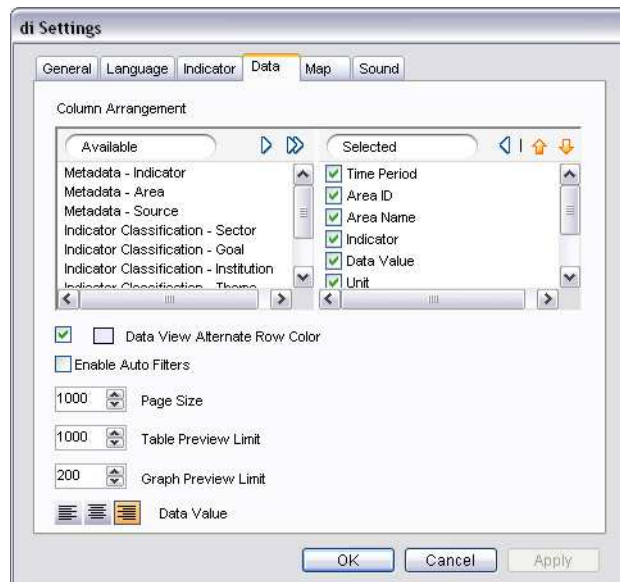 di Settings
General Language Indicator Data Map Sound
Column Arrangement
Available
Metadata - Indicator
Metadata - Area
Metadata - Source
Indicator Classification - Sector
Indicator Classification - Goal
Indicator Classification - Institution
Indicator Classification - Theme
Selected
Time Period
Area ID
Area Name
Indicator
Data Value
Unit
Data View Alternate Row Color
Enable Auto Filters
1000 Page Size
1000 Table Preview Limit
200 Graph Preview Limit
Data Value
OK Cancel Apply